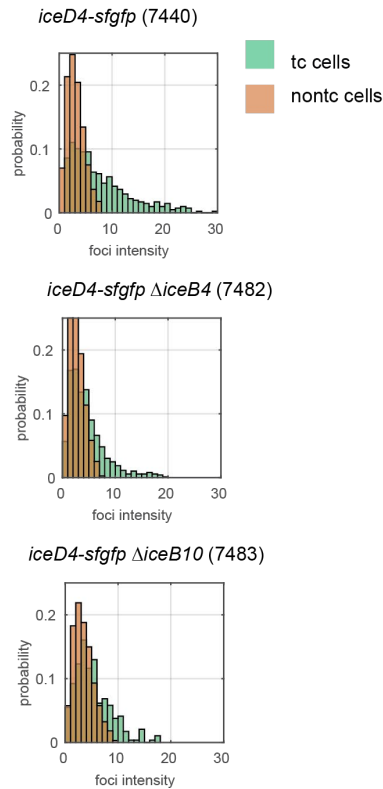 iceD4-sfgfp (7440)
tc cells
nontc cells
0.2
0.1
0
probability
0 10 20 30
foci intensity
iceD4-sfgfp ΔiceB4 (7482)
0.2
0.1
0
probability
0 10 20 30
foci intensity
iceD4-sfgfp ΔiceB10 (7483)
0.2
0.1
0
probability
0 10 20 30
foci intensity